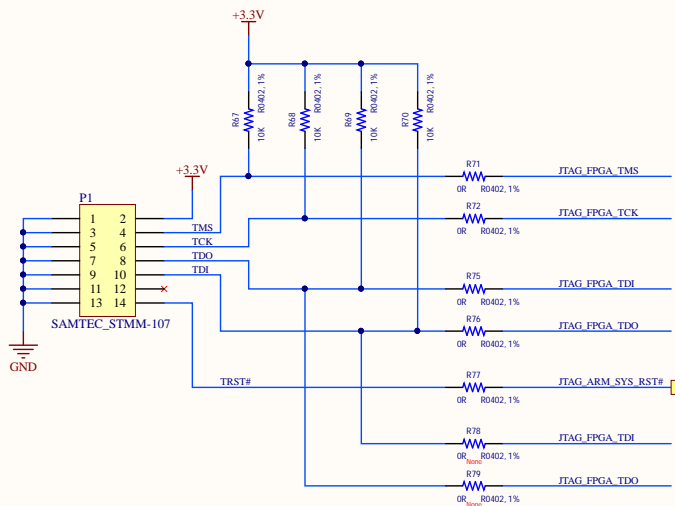 +3.3V
R67
R0402, 1%
10K
R68
R0402, 1%
10K
R69
R0402, 1%
10K
R70
R0402, 1%
10K
+3.3V
P1
1 2
3 4
5 6
7 8
9 10
11 12
13 14
SAMTEC_STMM-107
GND
TMS
TCK
TDO
TDI
TRST#
R71
0R R0402, 1%
JTAG_FPGA_TMS
R72
0R R0402, 1%
JTAG_FPGA_TCK
R75
0R R0402, 1%
JTAG_FPGA_TDI
R76
0R R0402, 1%
JTAG_FPGA_TDO
R77
0R R0402, 1%
JTAG_ARM_SYS_RST#
R78
0R R0402, 1%
None
JTAG_FPGA_TDI
R79
0R R0402, 1%
None
JTAG_FPGA_TDO